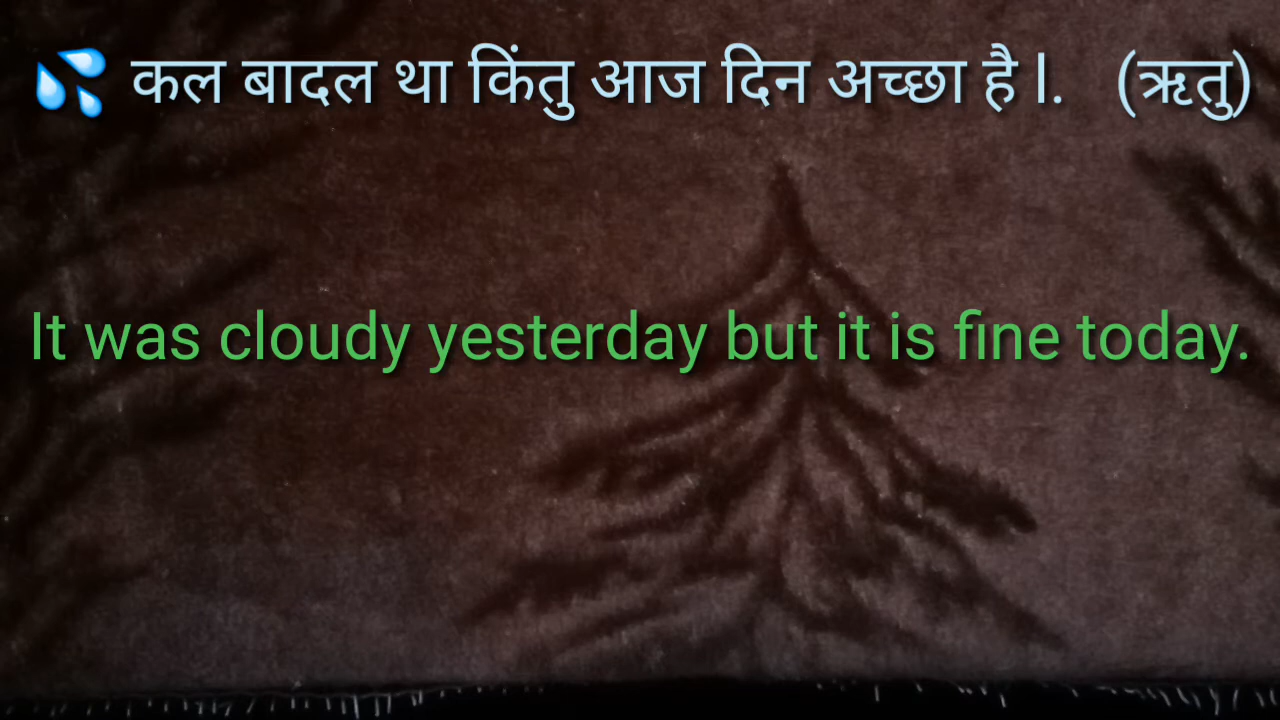 💦 कल बादल था किंतु आज दिन अच्छा है l. (ऋतु)
It was cloudy yesterday but it is fine today.